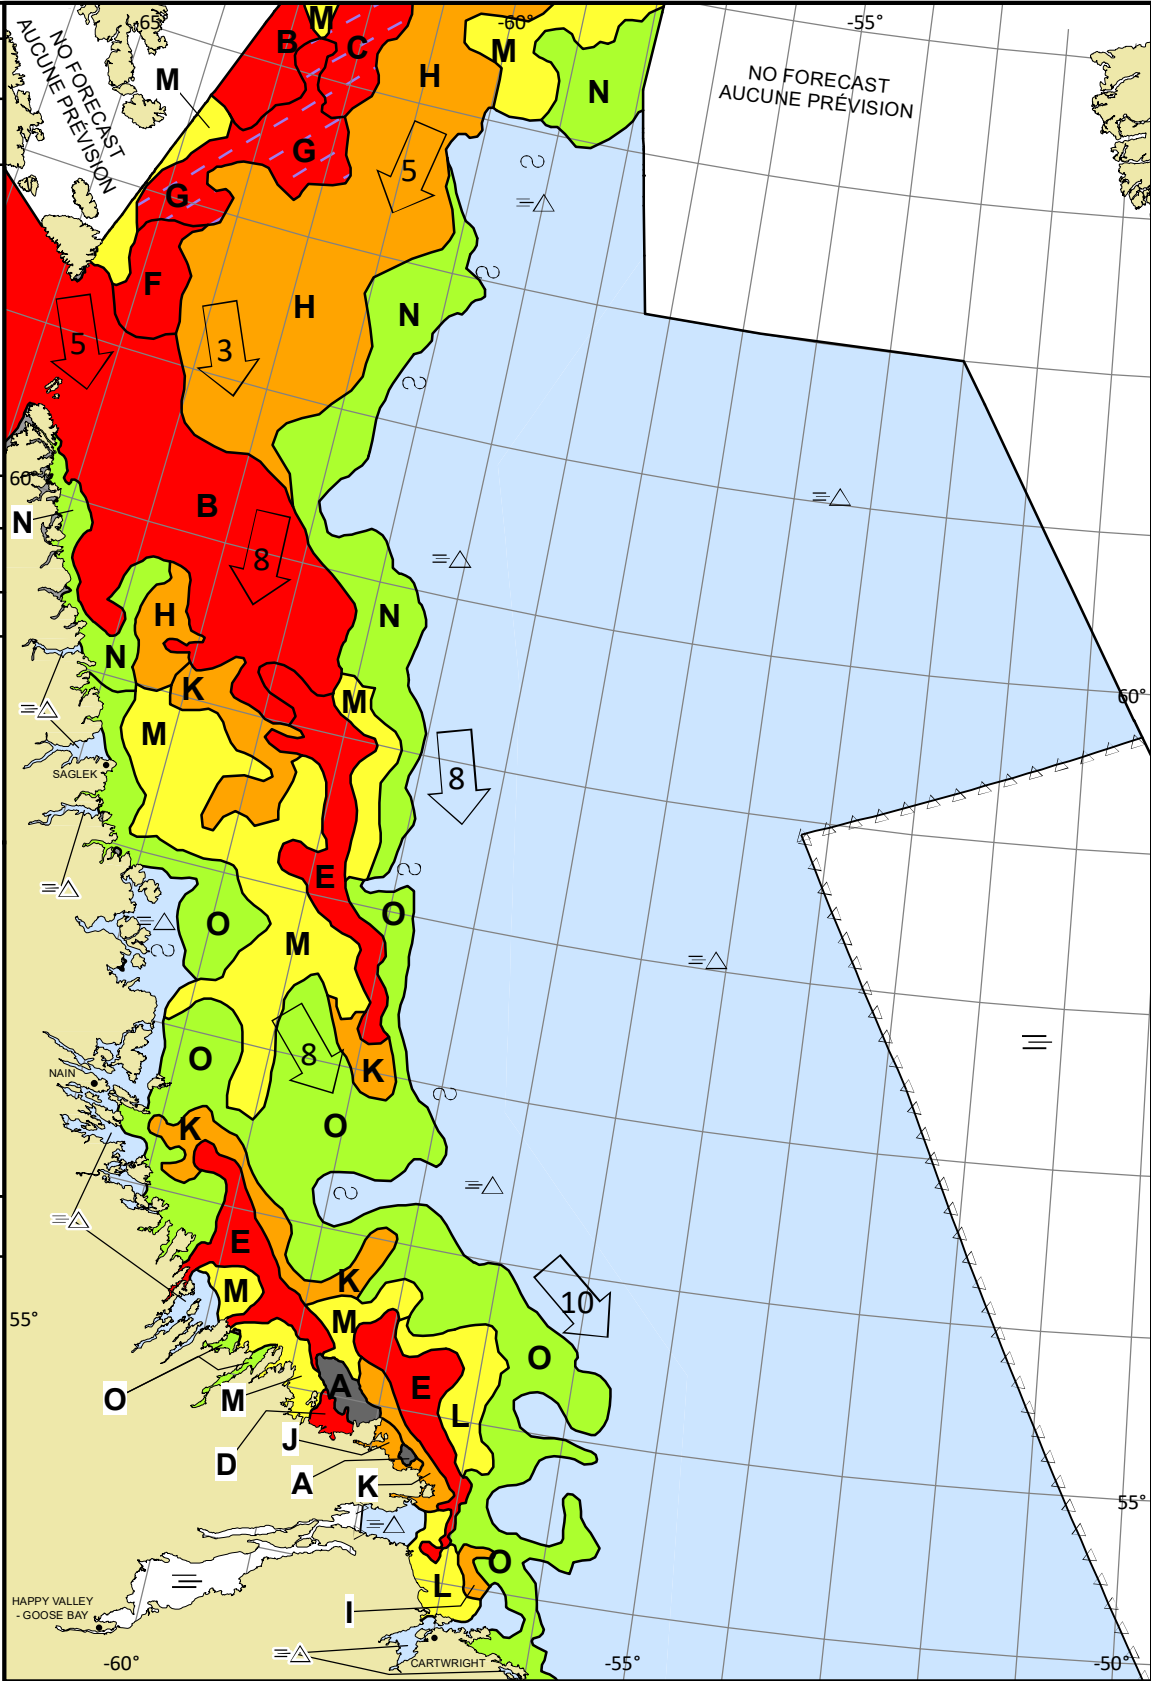 -65°
-60°
-55°
M
B
C
M
H
N
NO FORECAST
AUCUNE PRÉVISION
NO FORECAST
AUCUNE PRÉVISION
M
G
5
G
F
H
N
5
3
60°
B
N
8
H
N
N
K
M
60°
M
SAGLEK
8
E
O
O
M
O
8
NAIN
K
O
K
E
K
M
10
55°
M
O
O
M
A
E
L
J
D
A
K
55°
O
L
HAPPY VALLEY
- GOOSE BAY
I
-60°
CARTWRIGHT
-55°
-50°